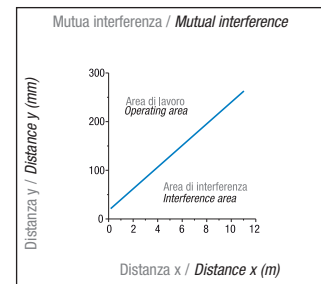 Mutua interferenza / Mutual interference
Distanza y / Distance y (mm)
300
200
100
0
Area di lavoro
Operating area
Area di interferenza
Interference area
0 2 4 6 8 10 12
Distanza x / Distance x (m)